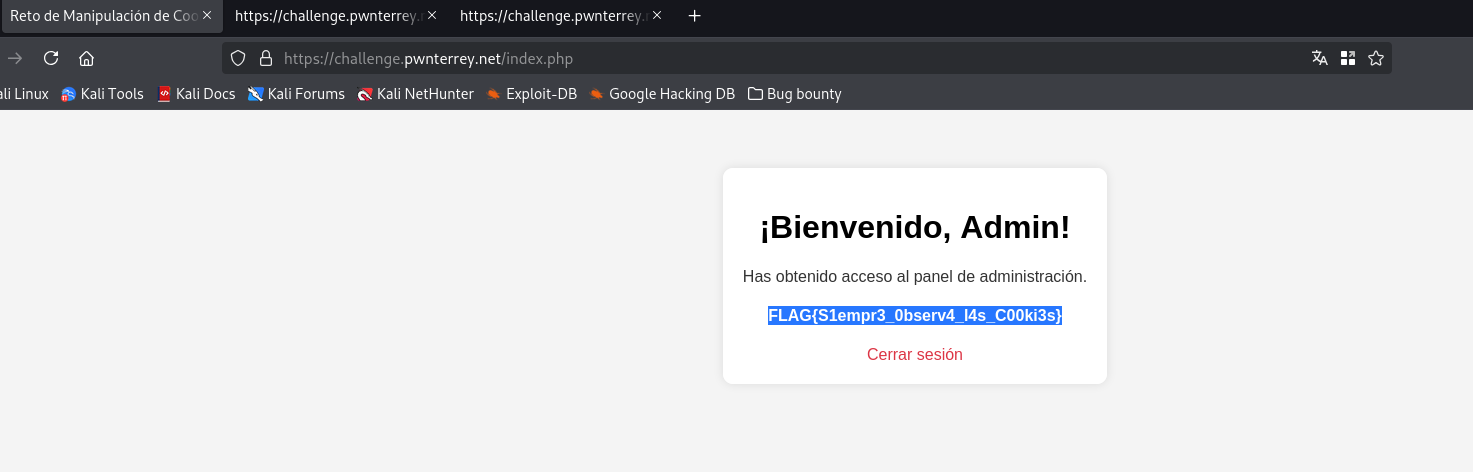 Reto de Manipulación de Coo
https://challenge.pwnterrey.
https://challenge.pwnterrey.
https://challenge.pwnterrey.net/index.php
ali Linux Kali Tools Kali Docs Kali Forums Kali NetHunter Exploit-DB Google Hacking DB Bug bounty
¡Bienvenido, Admin!
Has obtenido acceso al panel de administración.
FLAG{S1empr3_0bserv4_l4s_C00ki3s}
Cerrar sesión